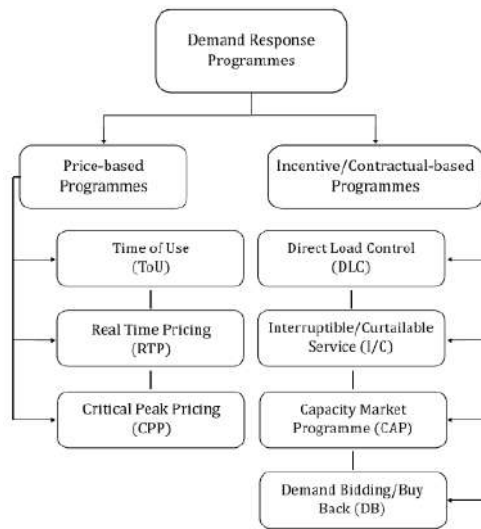 Demand Response
Programmes
Price-based
Programmes
Incentive/Contractual-based
Programmes
Time of Use
(ToU)
Real Time Pricing
(RTP)
Critical Peak Pricing
(CPP)
Direct Load Control
(DLC)
Interruptible/Curtailable
Service (I/C)
Capacity Market
Programme (CAP)
Demand Bidding/Buy
Back (DB)